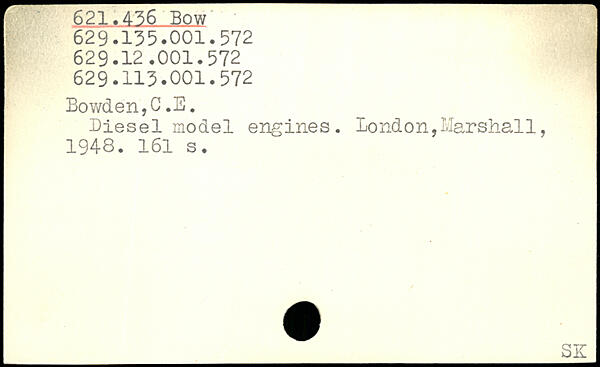 621.436 Bow
629.135.001.572
629.12.001.572
629.113.001.572
Bowden,C.E.
Diesel model engines. London,Marshall,
1948. 161 s.
SK